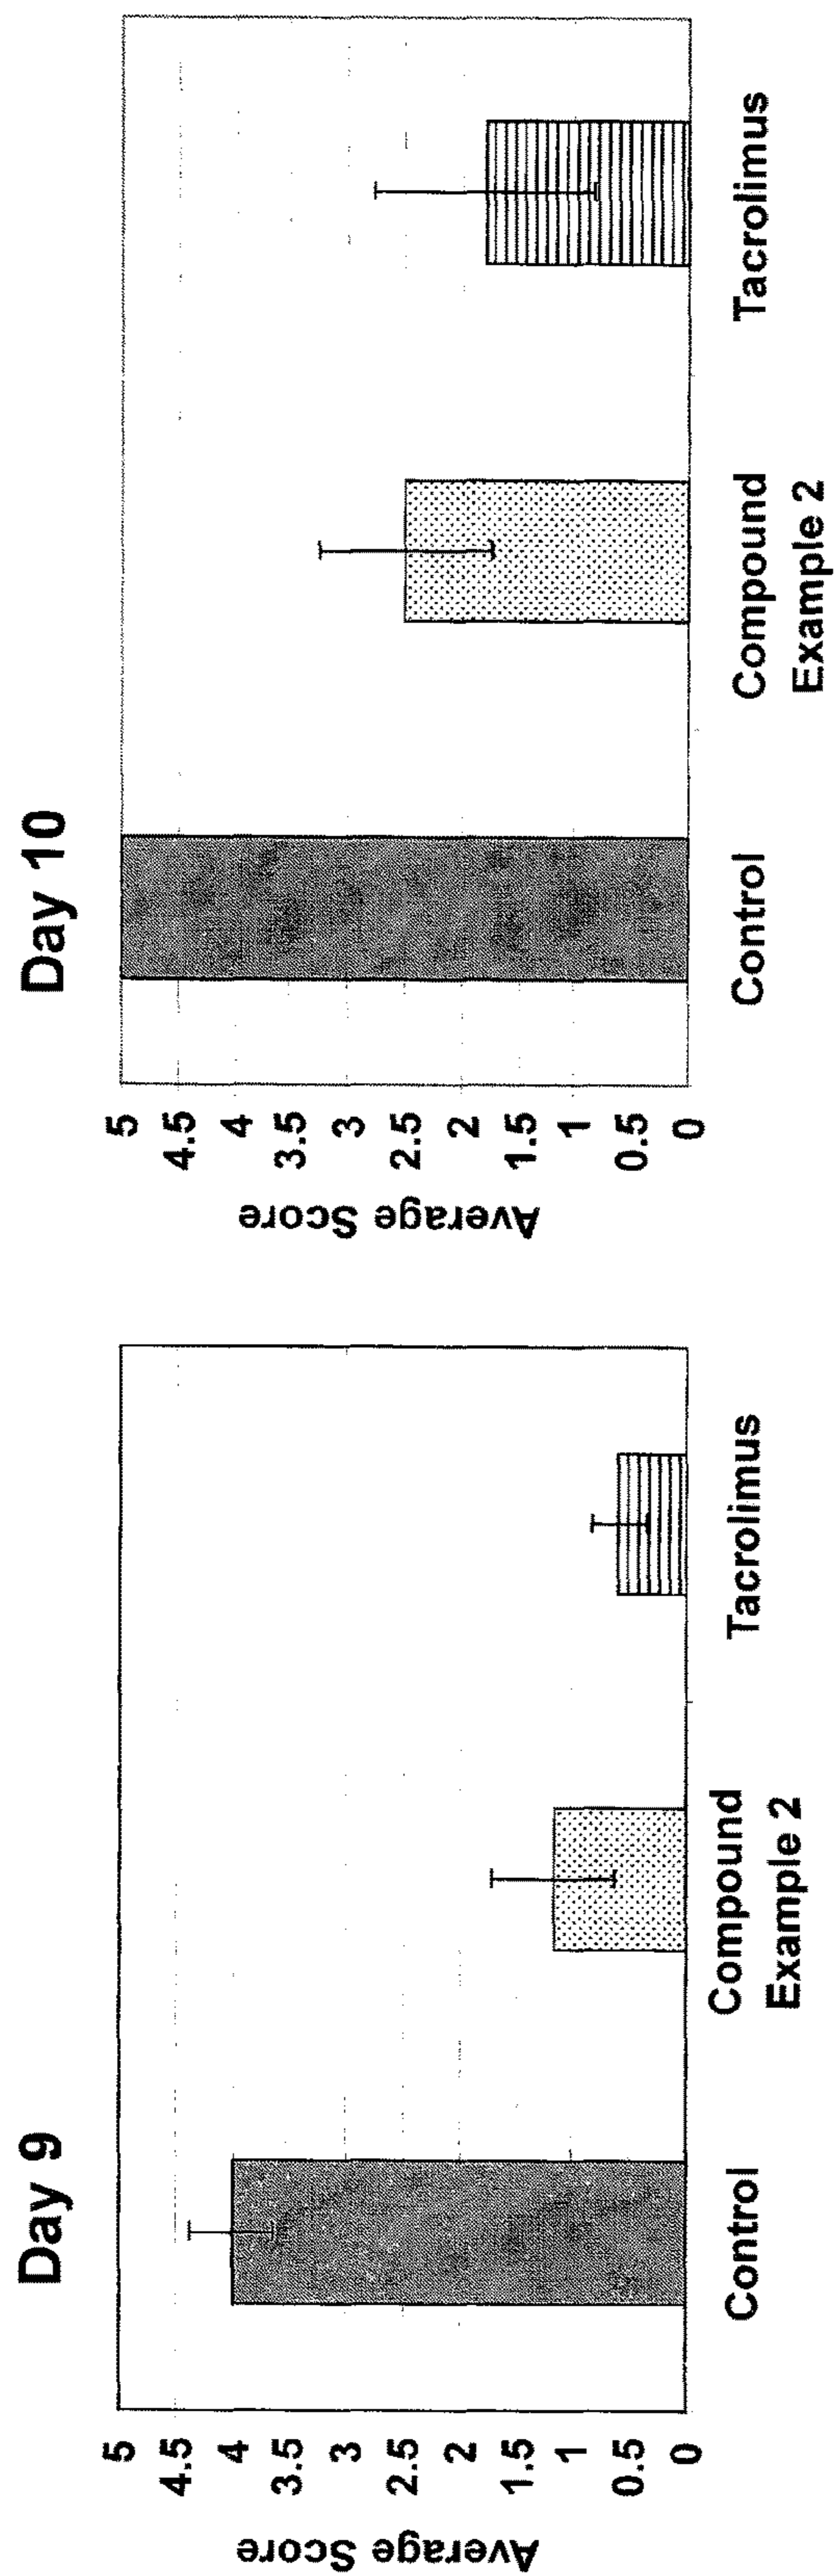 Day 9
Average Score
5
4.5
4
3.5
3
2.5
2
1.5
1
0.5
0
Control
Compound
Example 2
Tacrolimus
Day 10
Average Score
5
4.5
4
3.5
3
2.5
2
1.5
1
0.5
0
Control
Compound
Example 2
Tacrolimus